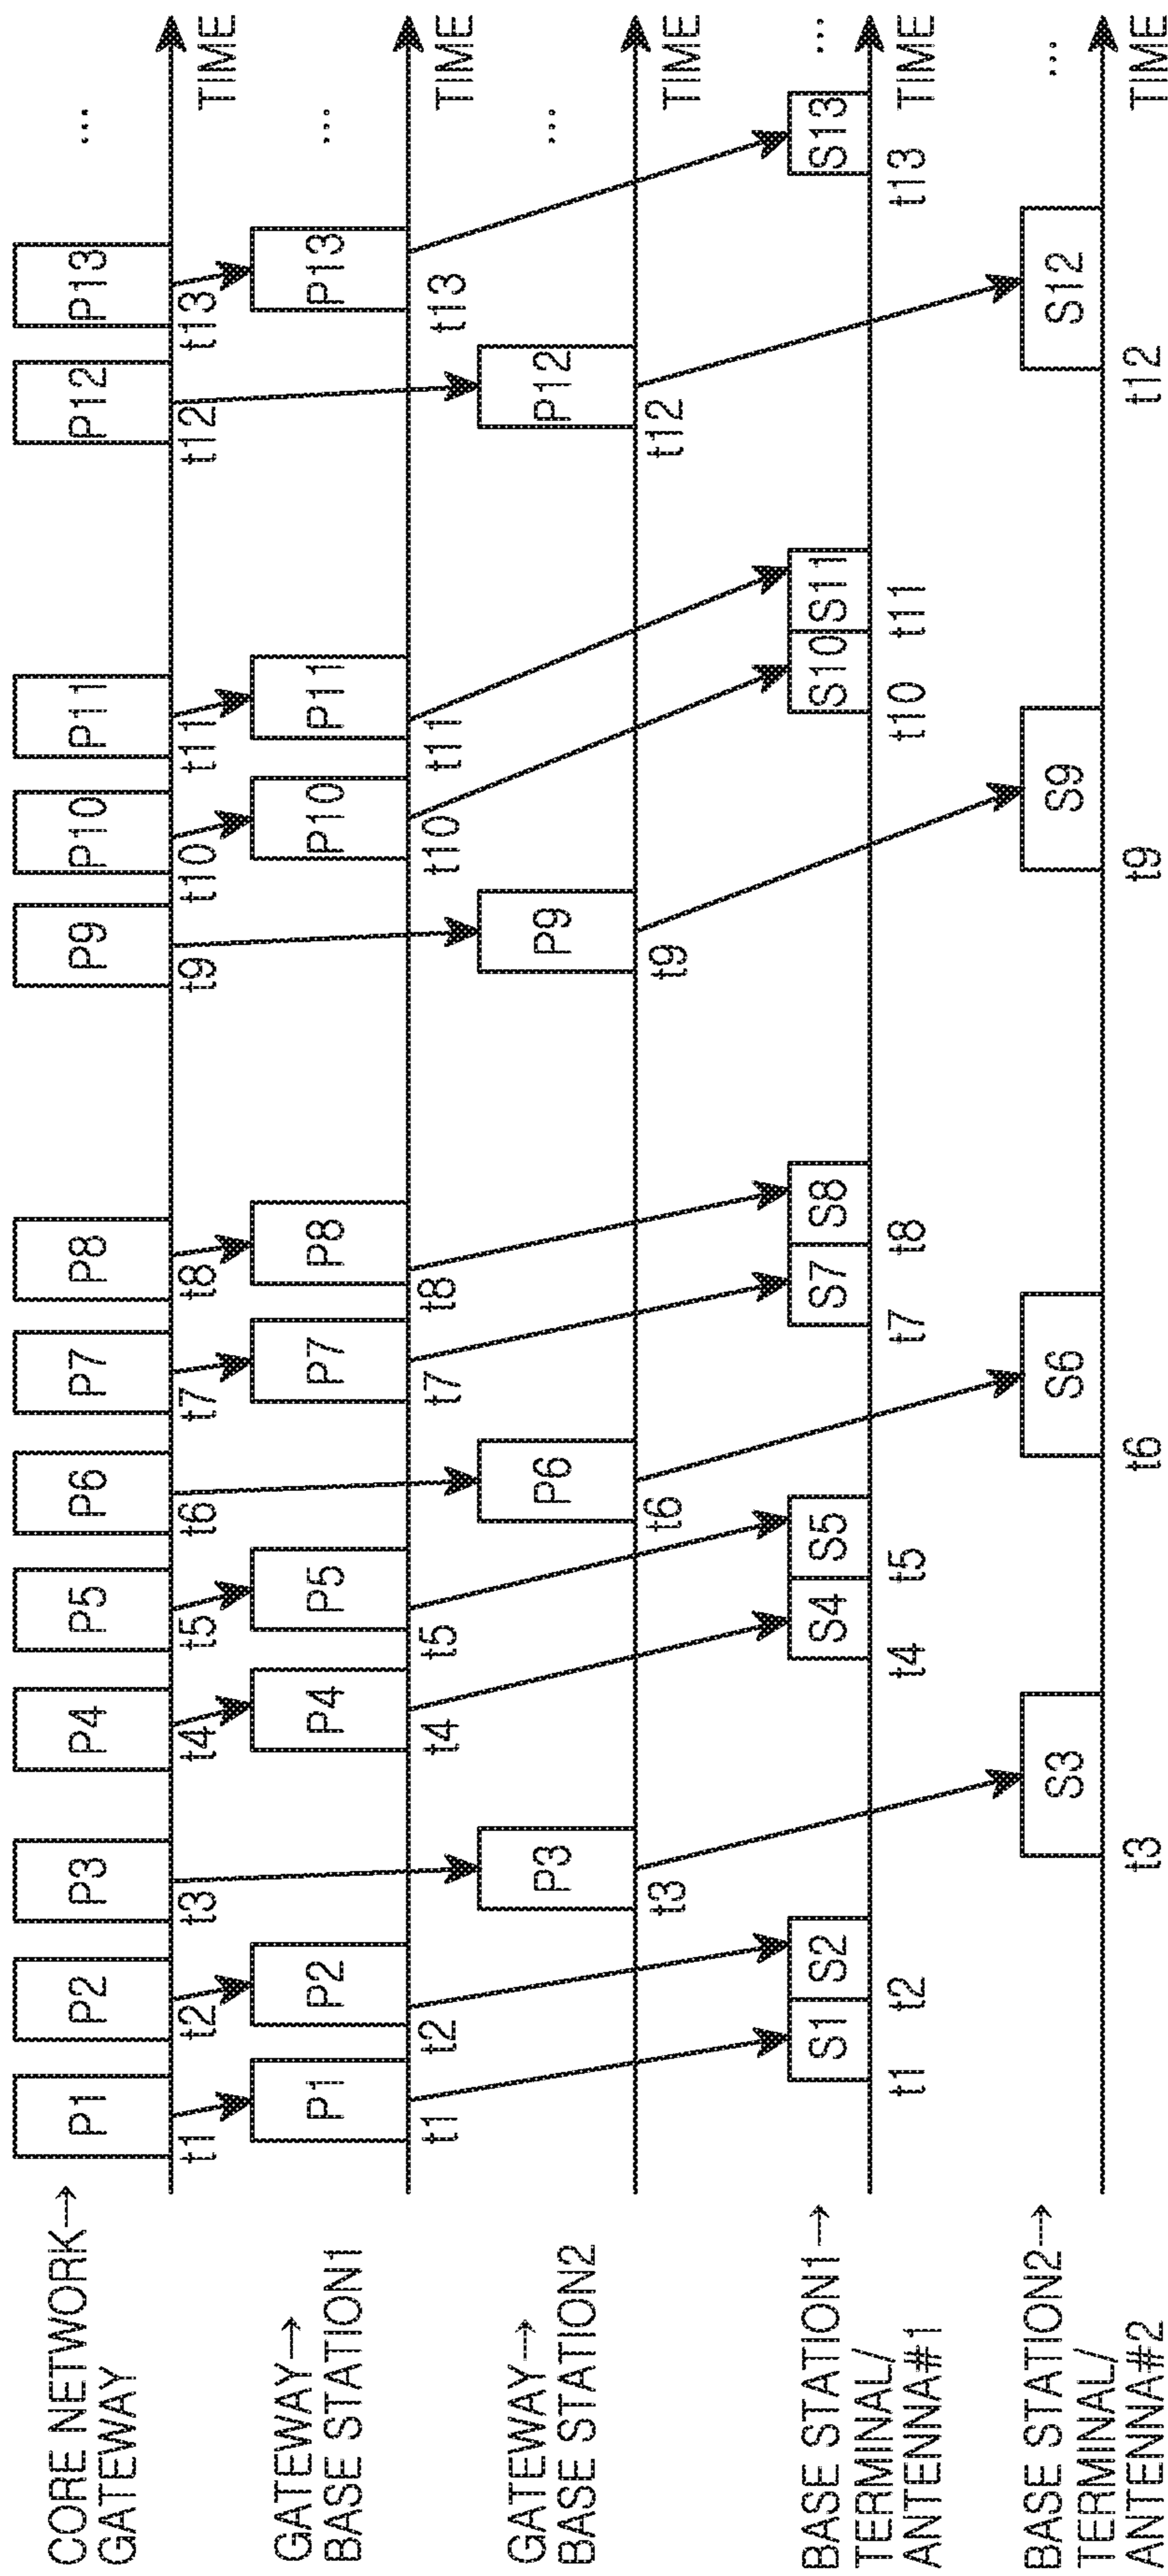 CORE NETWORK→
GATEWAY
P1 P2 P3 P4 P5 P6 P7 P8 P9 P10 P11 P12 P13 ...
t1 t2 t3 t4 t5 t6 t7 t8 t9 t10 t11 t12 t13 TIME
GATEWAY→
BASE STATION1
P1 P2 P4 P5 P7 P8 P10 P11 P13 ...
t1 t2 t4 t5 t7 t8 t10 t11 t13 TIME
GATEWAY→
BASE STATION2
P3 P6 P9 P12 ...
t3 t6 t9 t12 TIME
BASE STATION1→
TERMINAL/
ANTENNA#1
S1 S2 S4 S5 S7 S8 S10 S11 S13 ...
t1 t2 t4 t5 t7 t8 t10 t11 t13 TIME
BASE STATION2→
TERMINAL/
ANTENNA#2
S3 S6 S9 S12 ...
t3 t6 t9 t12 TIME